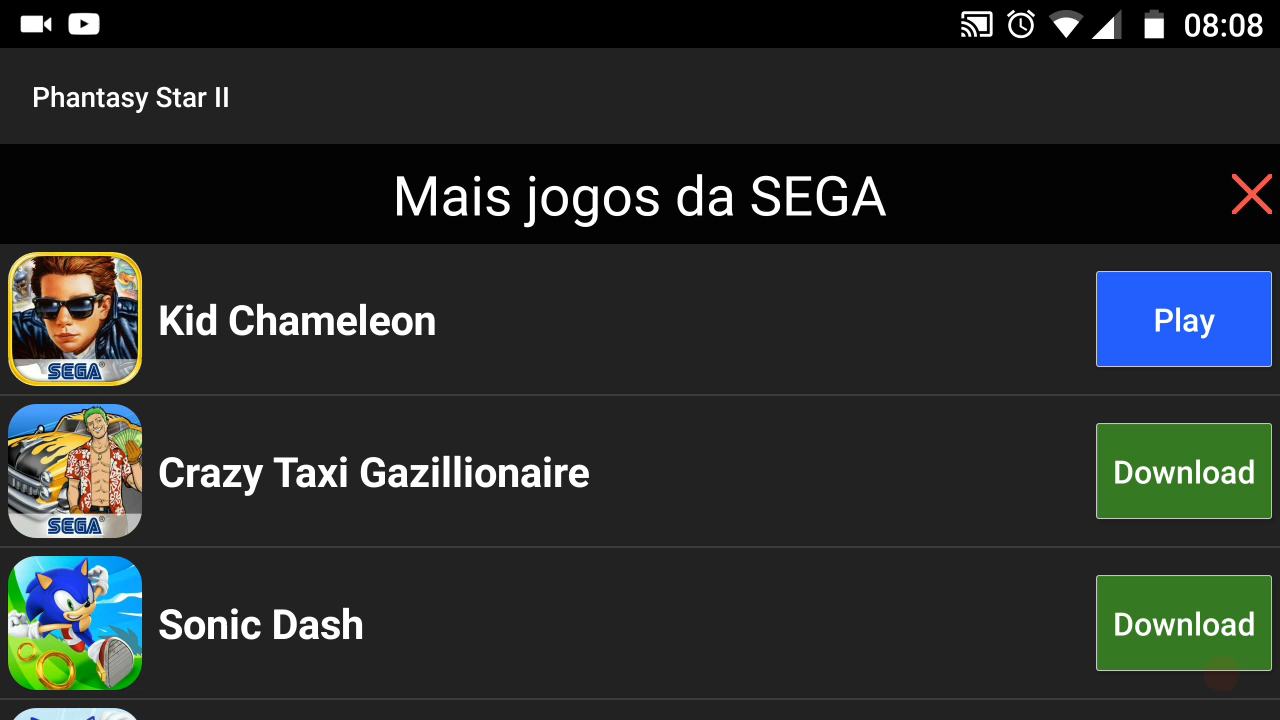 08:08
Phantasy Star II
Mais jogos da SEGA
SEGA®
Kid Chameleon
Play
SEGA®
Crazy Taxi Gazillionaire
Download
Sonic Dash
Download